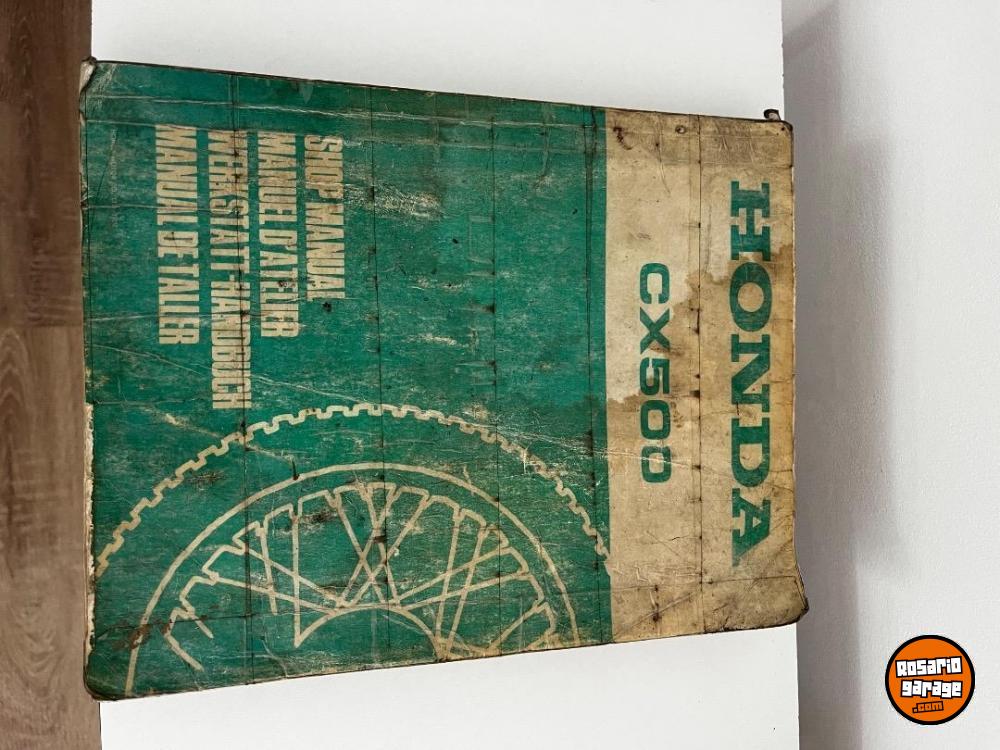 HONDA
CX500
SHOP MANUAL
MANUEL D'ATELIER
WERKSTATT-HANDBUCH
MANUAL DE TALLER
Rosario
garage
.com